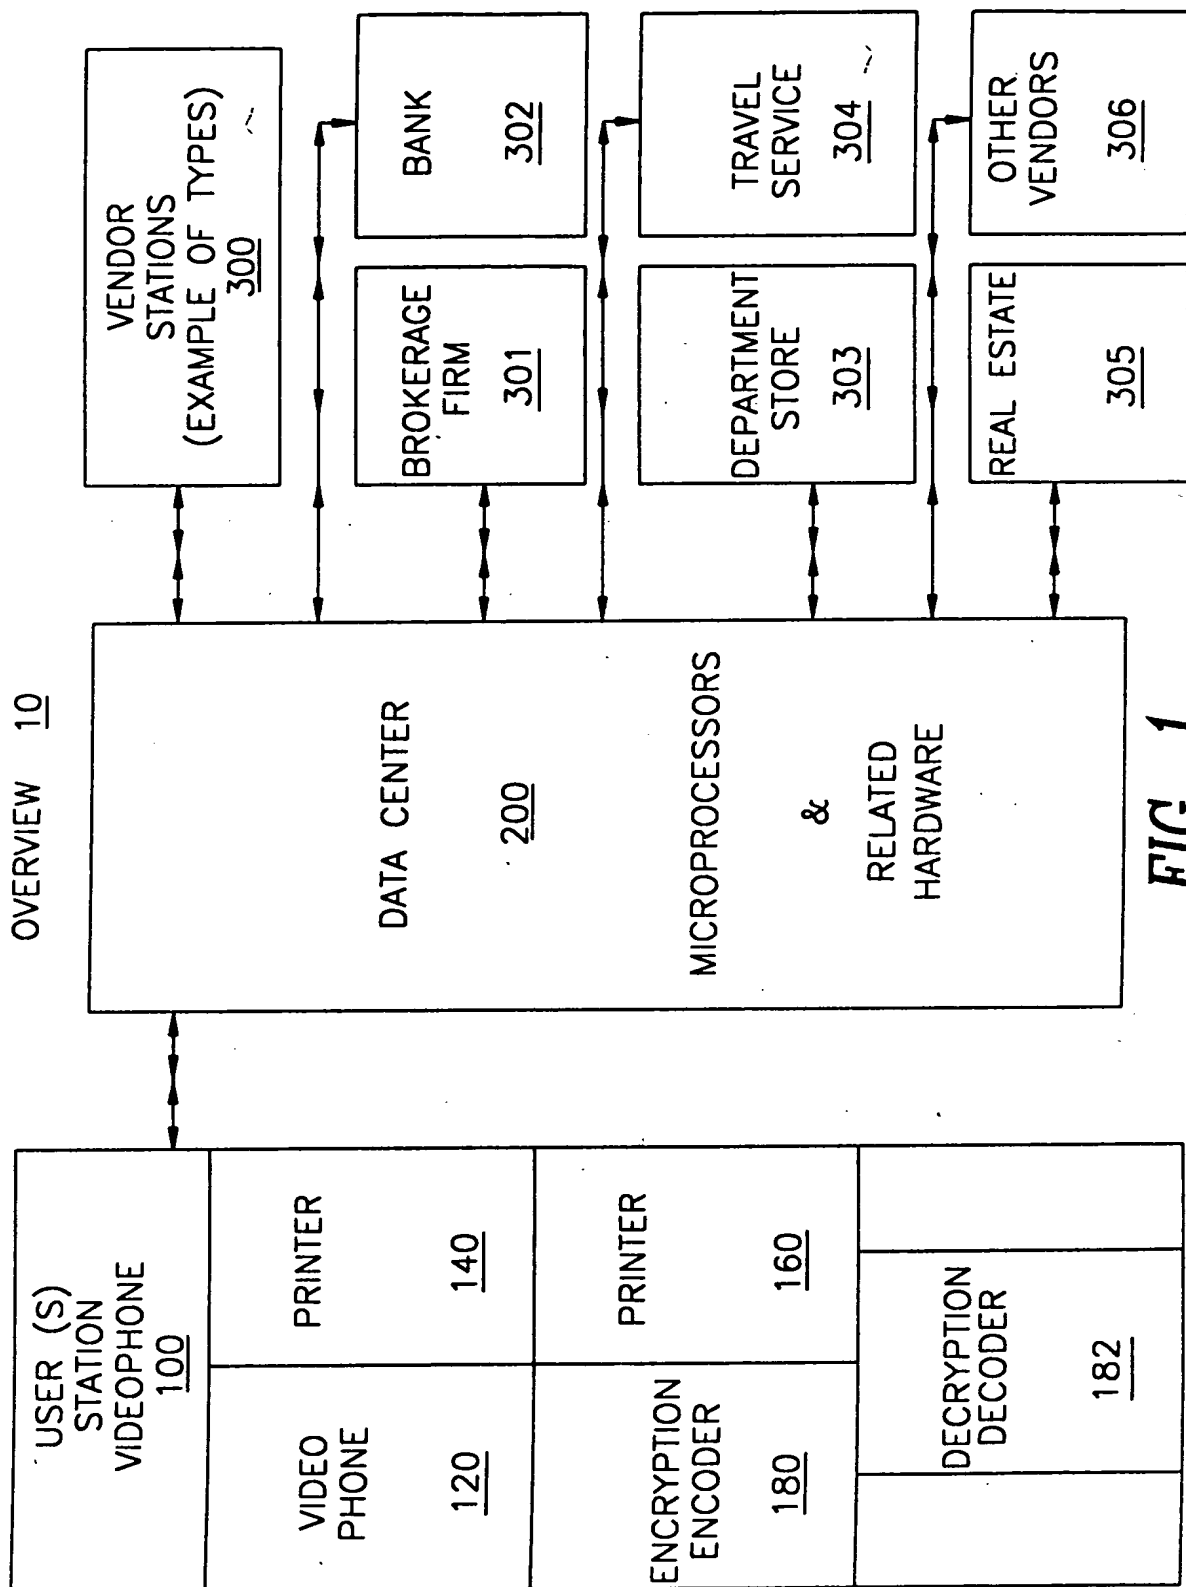 OVERVIEW 10
USER (S)
STATION
VIDEOPHONE
100
VIDEO
PHONE
120
PRINTER
140
ENCRYPTION
ENCODER
180
PRINTER
160
DECRYPTION
DECODER
182
DATA CENTER
200
MICROPROCESSORS
&
RELATED
HARDWARE
VENDOR
STATIONS
(EXAMPLE OF TYPES)
300
BROKERAGE
FIRM
301
BANK
302
DEPARTMENT
STORE
303
TRAVEL
SERVICE
304
REAL ESTATE
305
OTHER
VENDORS
306
FIG. 1